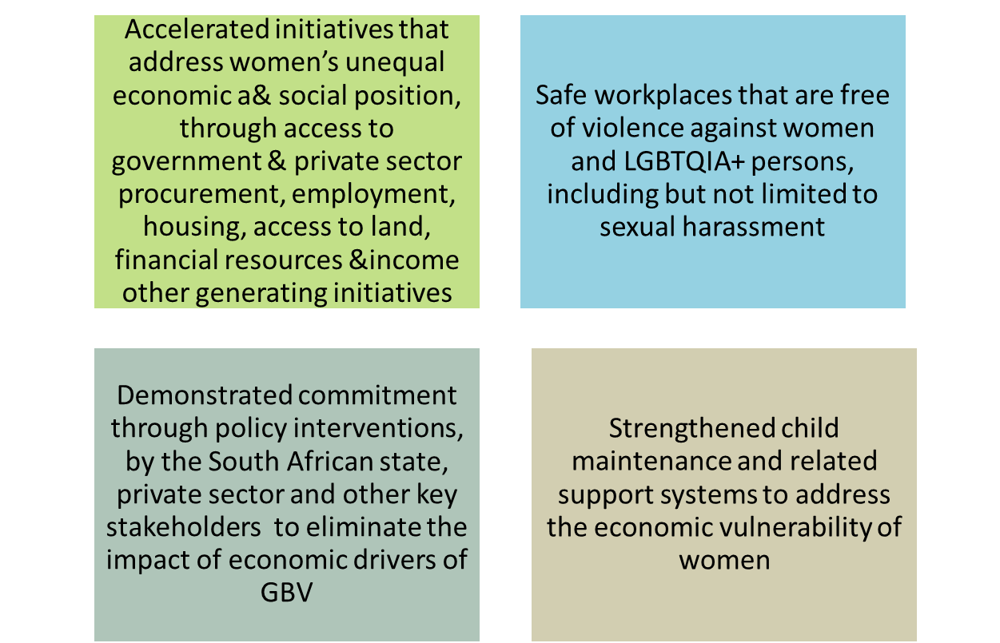 Accelerated initiatives that
address women's unequal
economic a& social position,
through access to
government & private sector
procurement, employment,
housing, access to land,
financial resources &income
other generating initiatives
Safe workplaces that are free
of violence against women
and LGBTQIA+ persons,
including but not limited to
sexual harassment
Demonstrated commitment
through policy interventions,
by the South African state,
private sector and other key
stakeholders  to eliminate the
impact of economic drivers of
GBV
Strengthened child
maintenance and related
support systems to address
the economic vulnerability of
women